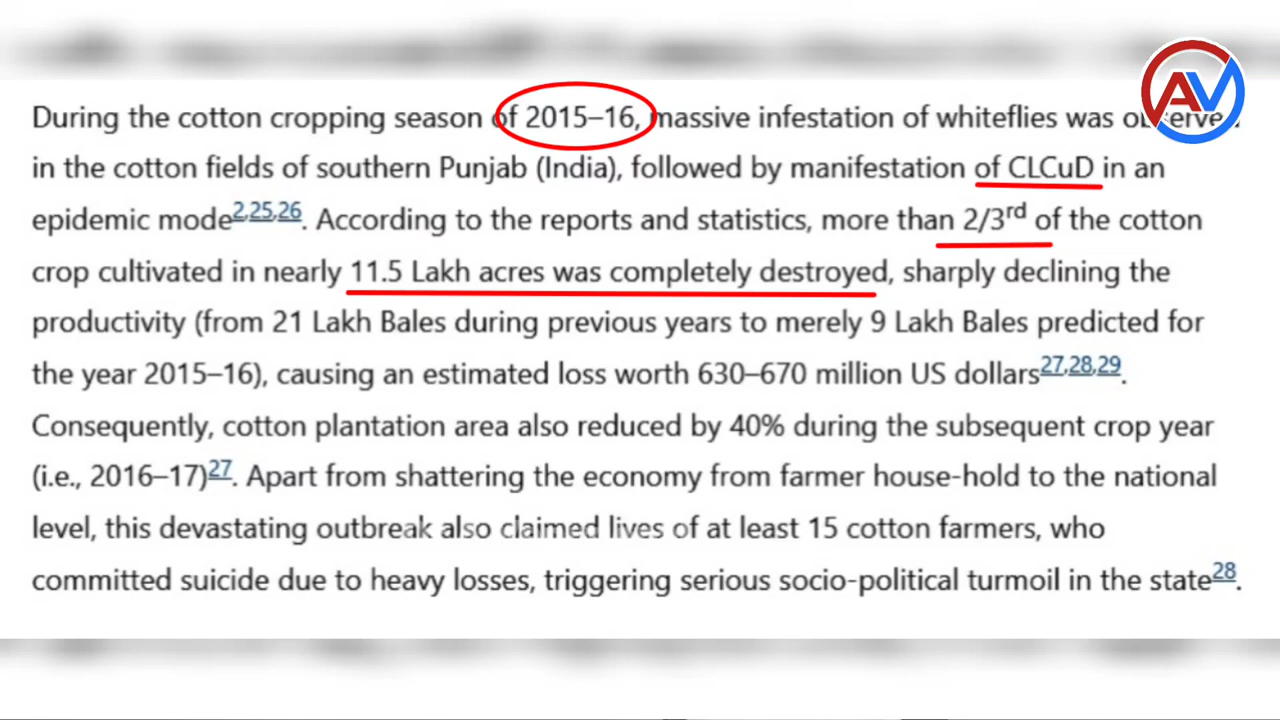 During the cotton cropping season of 2015–16, massive infestation of whiteflies was observed
in the cotton fields of southern Punjab (India), followed by manifestation of CLCuD in an
epidemic mode2,25,26. According to the reports and statistics, more than 2/3rd of the cotton
crop cultivated in nearly 11.5 Lakh acres was completely destroyed, sharply declining the
productivity (from 21 Lakh Bales during previous years to merely 9 Lakh Bales predicted for
the year 2015–16), causing an estimated loss worth 630–670 million US dollars27,28,29.
Consequently, cotton plantation area also reduced by 40% during the subsequent crop year
(i.e., 2016–17)27. Apart from shattering the economy from farmer house-hold to the national
level, this devastating outbreak also claimed lives of at least 15 cotton farmers, who
committed suicide due to heavy losses, triggering serious socio-political turmoil in the state28.
AV